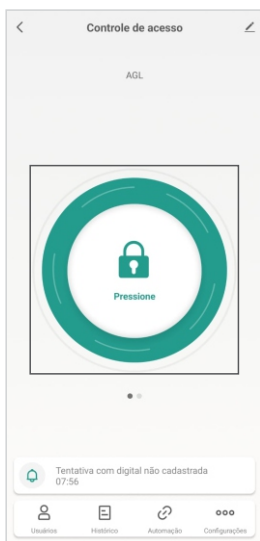 Controle de acesso
AGL
Pressione
Tentativa com digital não cadastrada
07:56
Usuários
Histórico
Automação
Configurações